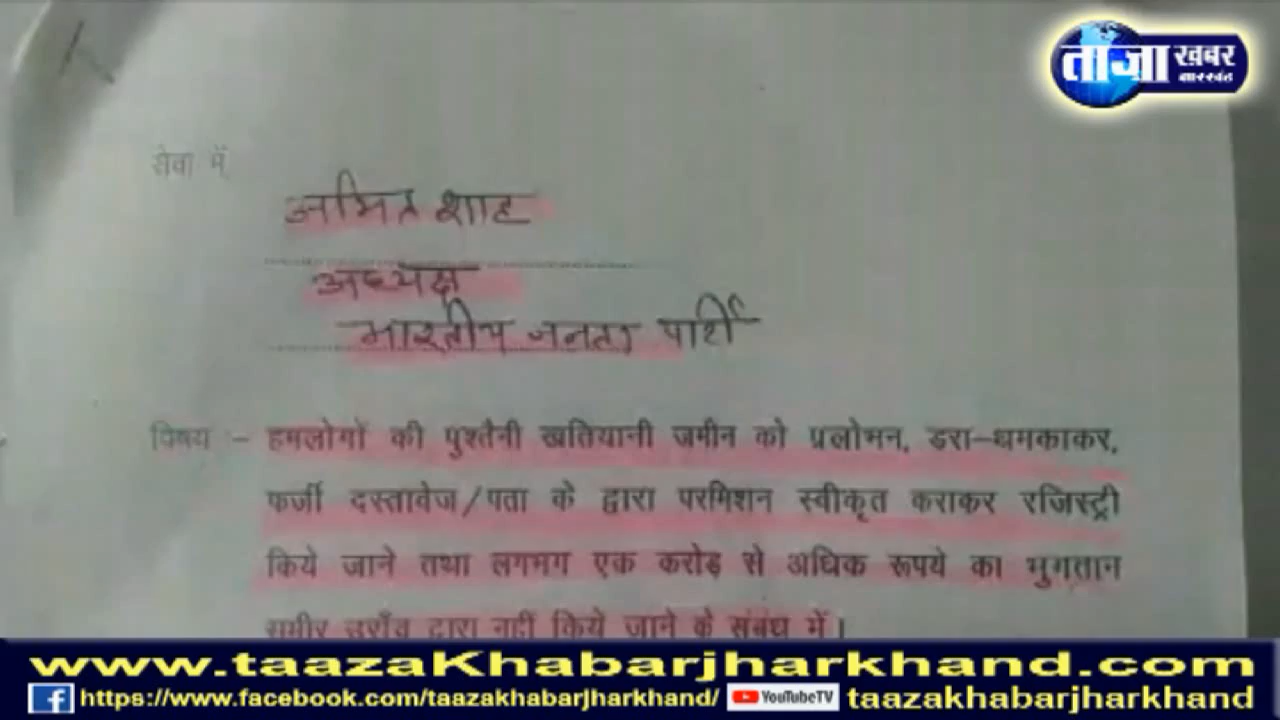 ताज़ा ख़बर
झारखंड
सेवा में
अमित शाह
अध्यक्ष
भारतीय जनता पार्टी
विषय :- हमलोगों की पुश्तैनी खतियानी जमीन को प्रलोभन, डरा-धमकाकर,
फर्जी दस्तावेज/पता के द्वारा परमिशन स्वीकृत कराकर रजिस्ट्री
किये जाने तथा लगभग एक करोड़ से अधिक रूपये का भुगतान
समीर उराँव द्वारा नहीं किये जाने के संबंध में।
www.taazaKhabarjharkhand.com
https://www.facebook.com/taazakhabarJharkhand/ YouTubeTV taazakhabarjharkhand